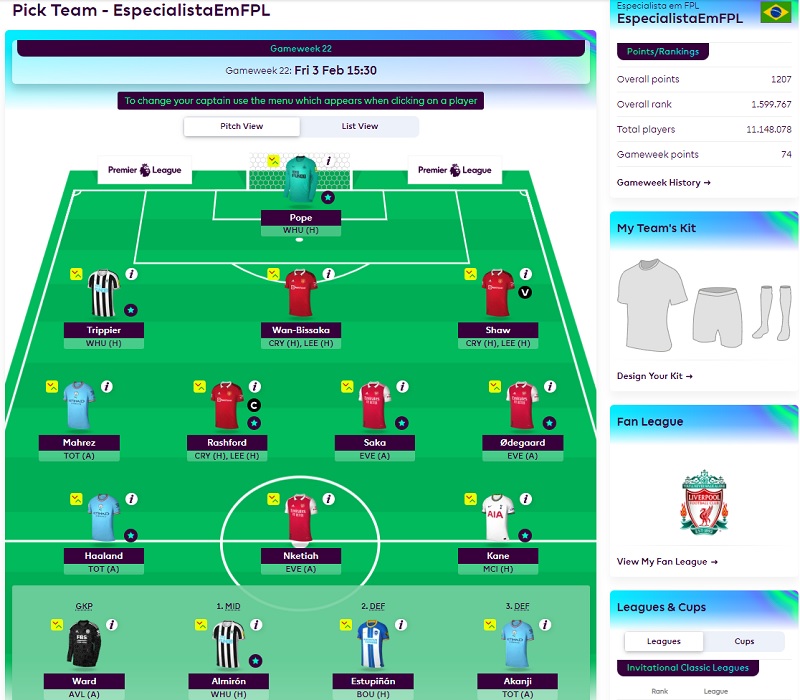 Pick Team - EspecialistaEmFPL
Gameweek 22
Gameweek 22: Fri 3 Feb 15:30
To change your captain use the menu which appears when clicking on a player
Pitch View
List View
Premier League
Premier League
Pope
WHU (H)
Trippier
WHU (H)
Wan-Bissaka
CRY (H), LEE (H)
V
Shaw
CRY (H), LEE (H)
Mahrez
TOT (A)
C
Rashford
CRY (H), LEE (H)
Saka
EVE (A)
Ødegaard
EVE (A)
Haaland
TOT (A)
Nketiah
EVE (A)
AIA
Kane
MCI (H)
GKP
1. MID
2. DEF
3. DEF
FBS
Ward
AVL (A)
Almirón
WHU (H)
Estupiñán
BOU (H)
Akanji
TOT (A)
Especialista em FPL
EspecialistaEmFPL
Points/Rankings
Overall points 1207
Overall rank 1.599.767
Total players 11.148.078
Gameweek points 74
Gameweek History →
My Team's Kit
Design Your Kit →
Fan League
LIVERPOOL
FOOTBALL CLUB
View My Fan League →
Leagues & Cups
Leagues
Cups
Invitational Classic Leagues
Rank
League